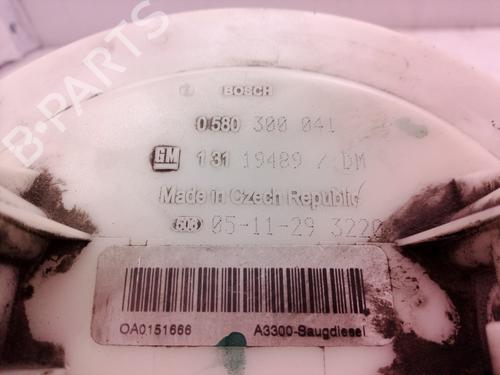 B-PARTS
BOSCH
0 580 300 041
GM 131 19489 / DM
Made in Czech Republic
508 05-11-29 3220
OA0151666 A3300-Saugdiesel